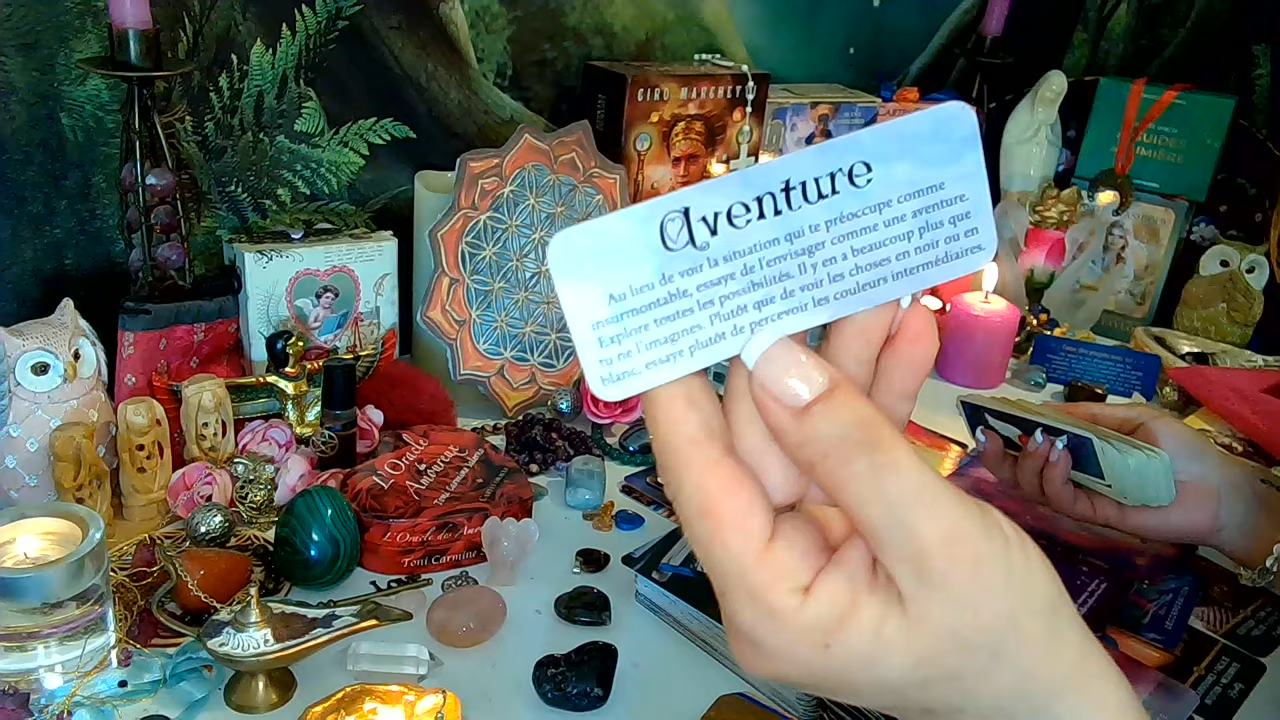 CIRO MARCHETTI
Aventure
Au lieu de voir la situation qui te préoccupe comme
insurmontable, essaye de l'envisager comme une aventure.
Explore toutes les possibilités. Il y en a beaucoup plus que
tu ne l'imagines. Plutôt que de voir les choses en noir ou en
blanc, essaye plutôt de percevoir les couleurs intermédiaires.
GUIDES
LUMIÈRE
L'Oracle
Amoureux
Toni Carmine
L'Oracle des Amoureux
Toni Carmine S